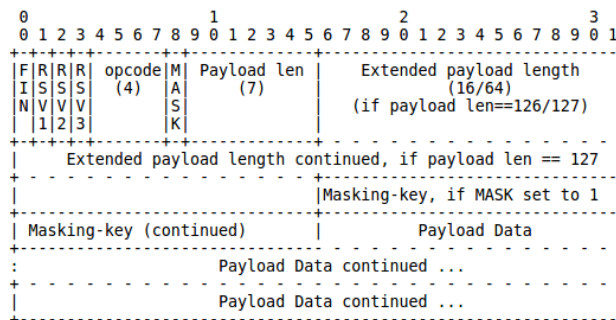 0                   1                   2                   3
0 1 2 3 4 5 6 7 8 9 0 1 2 3 4 5 6 7 8 9 0 1 2 3 4 5 6 7 8 9 0 1
+-+-+-+-+-------+-+-------------+-------------------------------
|F|R|R|R| opcode|M| Payload len |    Extended payload length
|I|S|S|S|  (4)  |A|     (7)     |             (16/64)
|N|V|V|V|       |S|             |   (if payload len==126/127)
| |1|2|3|       |K|             |
+-+-+-+-+-------+-+-------------+ - - - - - - - - - - - - - - -
|     Extended payload length continued, if payload len == 127
+ - - - - - - - - - - - - - - - +-------------------------------
|Masking-key, if MASK set to 1
+-------------------------------+-------------------------------
| Masking-key (continued)       |          Payload Data
+-------------------------------- - - - - - - - - - - - - - - -
:                     Payload Data continued ...
+ - - - - - - - - - - - - - - - - - - - - - - - - - - - - - - -
|                     Payload Data continued ...
+---------------------------------------------------------------